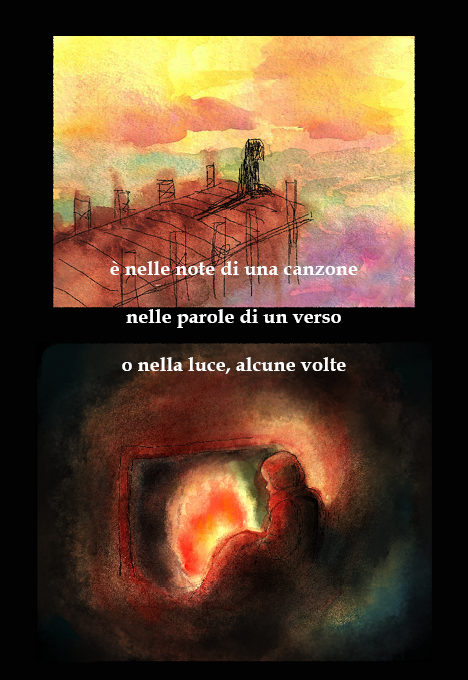 è nelle note di una canzone
nelle parole di un verso
o nella luce, alcune volte